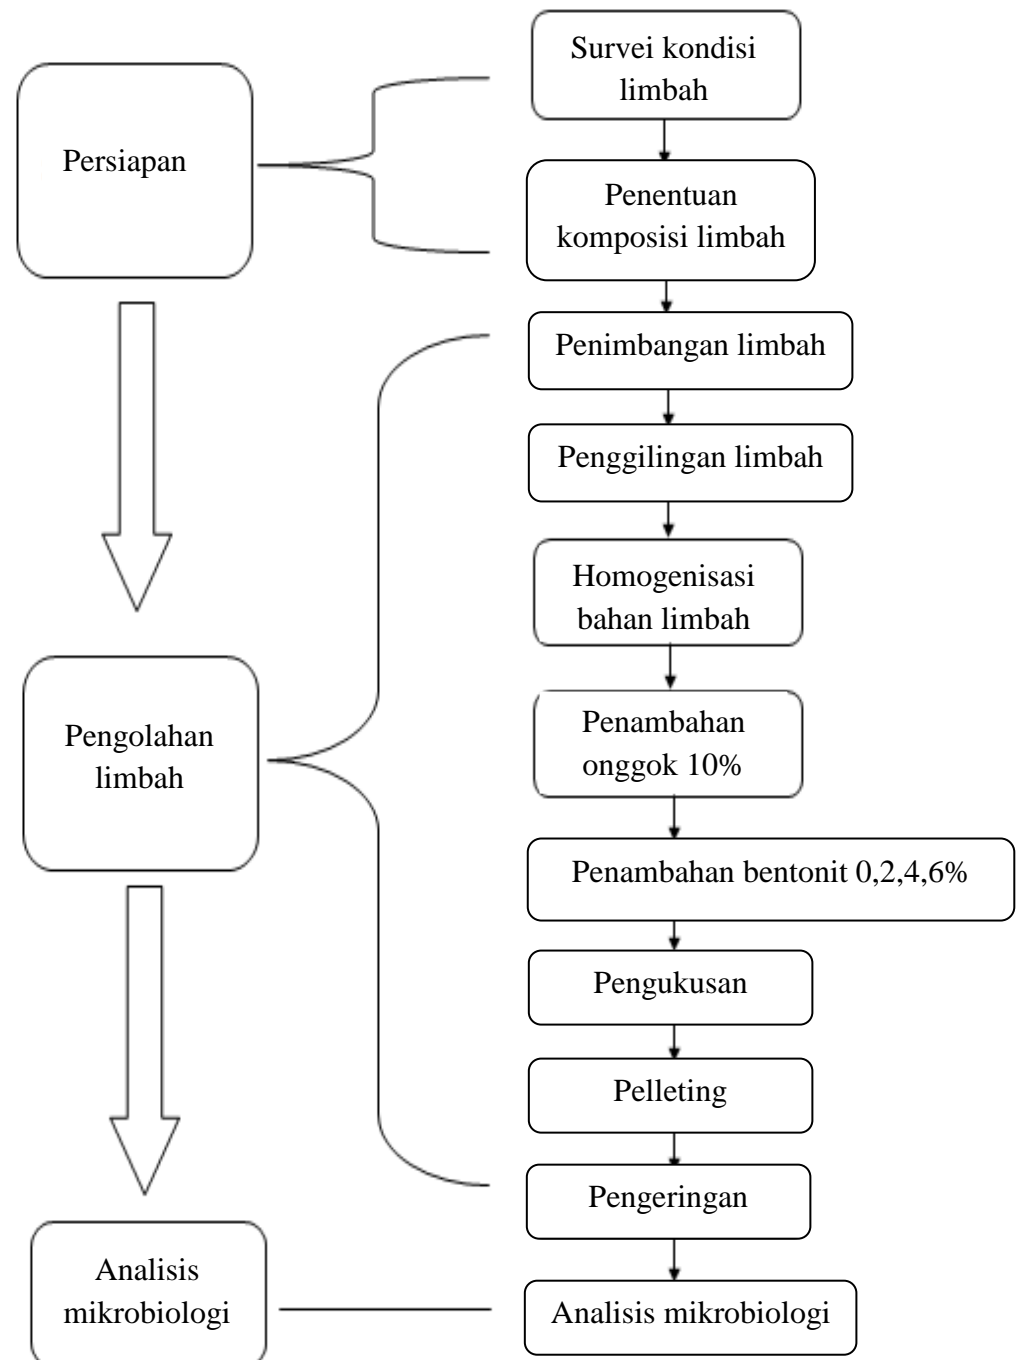 Persiapan
Survei kondisi
limbah
Penentuan
komposisi limbah
Pengolahan
limbah
Penimbangan limbah
Penggilingan limbah
Homogenisasi
bahan limbah
Penambahan
onggok 10%
Penambahan bentonit 0,2,4,6%
Pengukusan
Pelleting
Pengeringan
Analisis
mikrobiologi
Analisis mikrobiologi